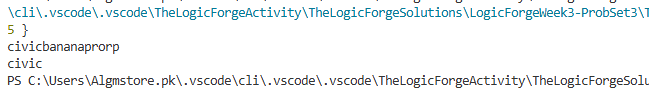 \cli\.vscode\.vscode\TheLogicForgeActivity\TheLogicForgeSolutions\LogicForgeWeek3-ProbSet3\T
5 }
civicbananaprorp
civic
PS C:\Users\Algmstore.pk\.vscode\cli\.vscode\.vscode\TheLogicForgeActivity\TheLogicForgeSolu